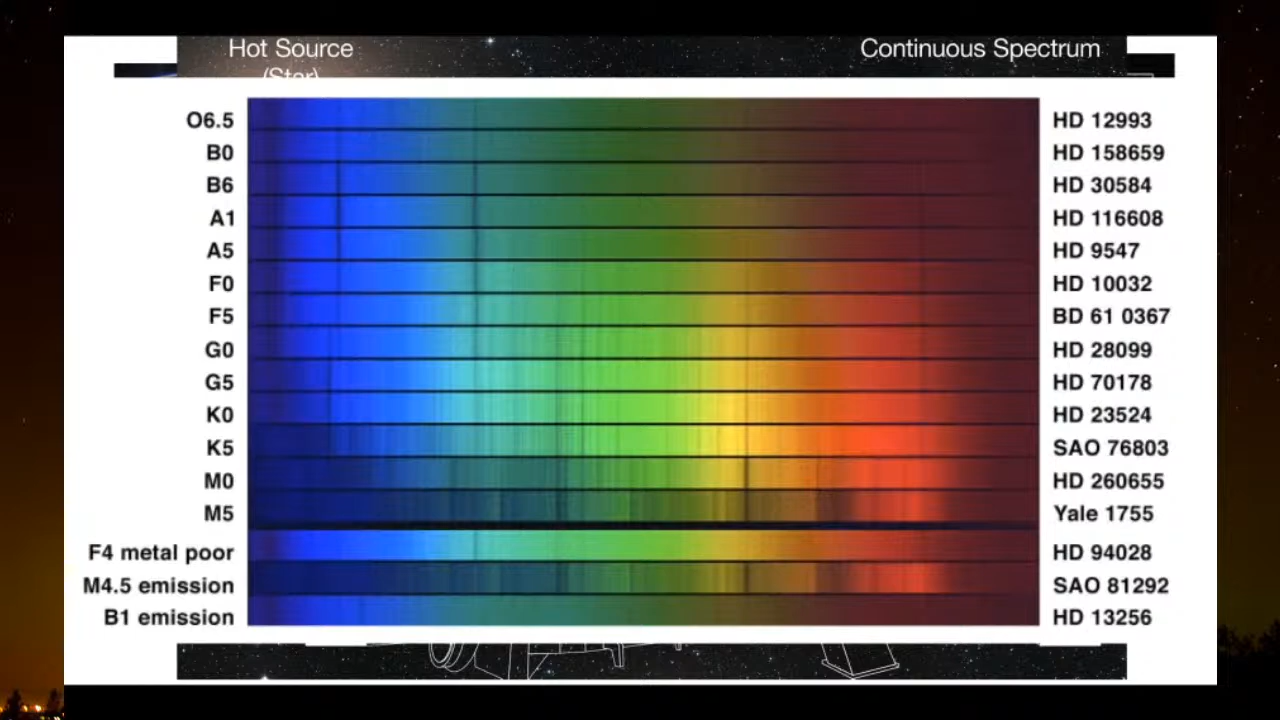 Hot Source
(Star)
Continuous Spectrum
O6.5 HD 12993
B0 HD 158659
B6 HD 30584
A1 HD 116608
A5 HD 9547
F0 HD 10032
F5 BD 61 0367
G0 HD 28099
G5 HD 70178
K0 HD 23524
K5 SAO 76803
M0 HD 260655
M5 Yale 1755
F4 metal poor HD 94028
M4.5 emission SAO 81292
B1 emission HD 13256